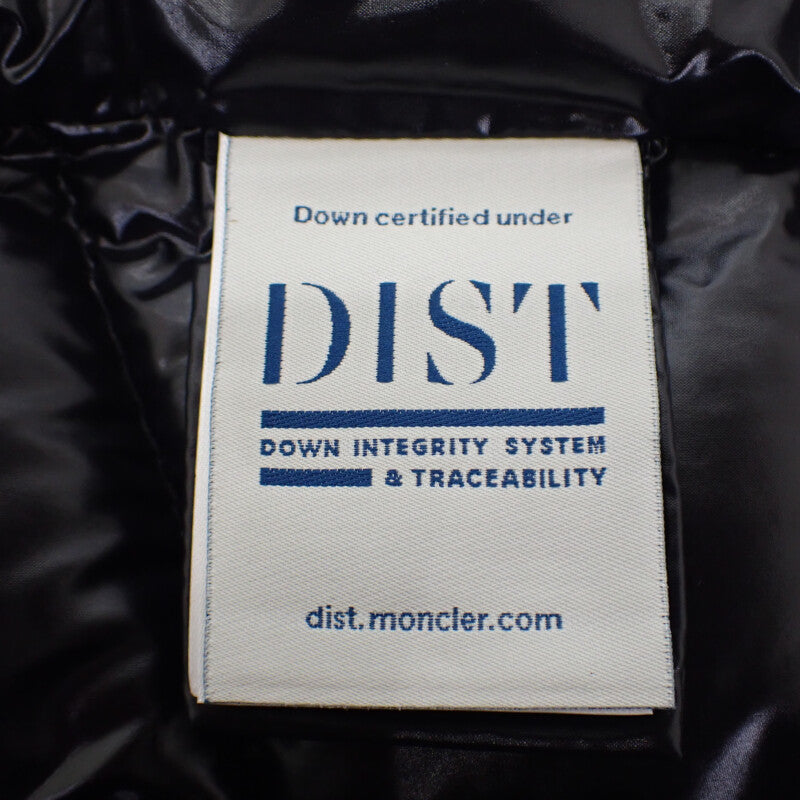 Down certified under
DIST
DOWN INTEGRITY SYSTEM
& TRACEABILITY
dist.moncler.com